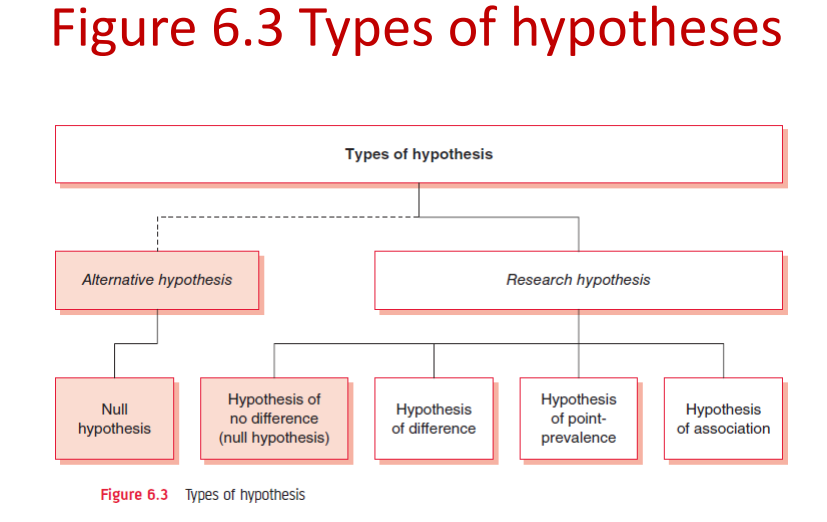 Figure 6.3 Types of hypotheses
Types of hypothesis
Alternative hypothesis
Research hypothesis
Null
hypothesis
Hypothesis of
no difference
(null hypothesis)
Hypothesis
of difference
Hypothesis
of point-
prevalence
Hypothesis
of association
Figure 6.3 Types of hypothesis